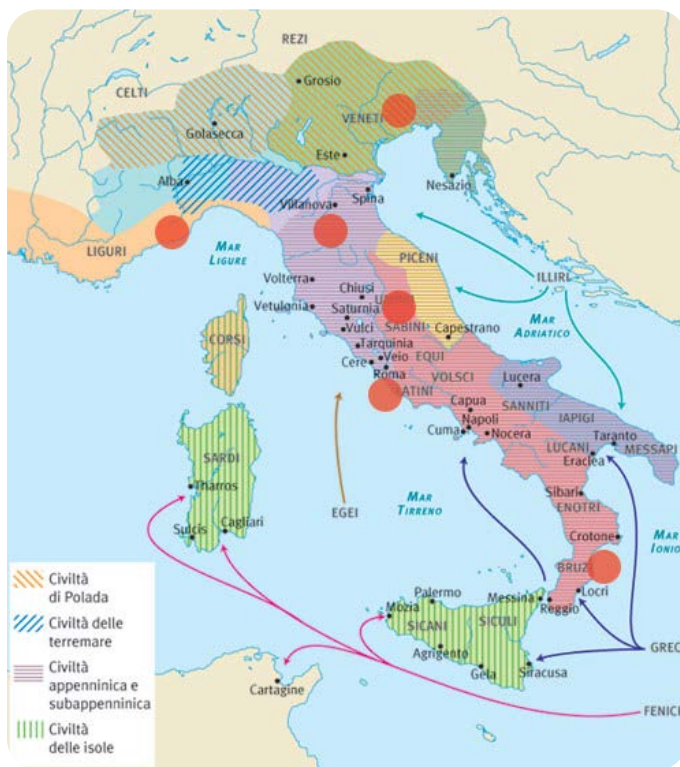 REZI
CELTI
Grosio
Golasecca
VENETI
Este
Alba
Nesazio
Spina
Villanova
LIGURI
MAR
LIGURE
PICENI
ILLIRI
Volterra
Chiusi
Vetulonia
Saturnia
SABINI
MAR
ADRIATICO
Vulci
Capestrano
CORSI
Tarquinia
EQUI
Veio
Cere
Roma
VOLSCI
Lucera
LATINI
SANNITI
Capua
IAPIGI
Napoli
Cuma
Nocera
Taranto
MESSAPI
LUCANI
Eraclea
SARDI
Tharros
EGEI
MAR
TIRRENO
Sibari
ENOTRI
MAR
IONIO
Sulcis
Cagliari
Crotone
BRUZI
Palermo
Messina
Locri
Mozia
Reggio
SICULI
SICANI
Agrigento
Siracusa
Gela
GREC
Cartagine
FENICI
Civiltà
di Polada
Civiltà delle
terremare
Civiltà
appenninica e
subappenninica
Civiltà
delle isole